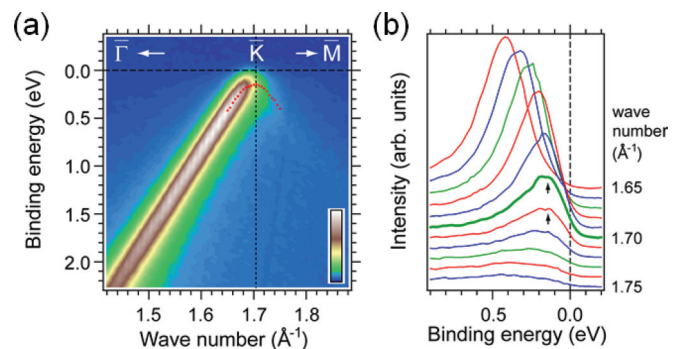 (a)
Γ̅ ← K̅ → M̅
Binding energy (eV)
0.0
0.5
1.0
1.5
2.0
1.5 1.6 1.7 1.8
Wave number (Å⁻¹)
(b)
Intensity (arb. units)
wave
number
(Å⁻¹)
1.65
1.70
1.75
0.5 0.0
Binding energy (eV)